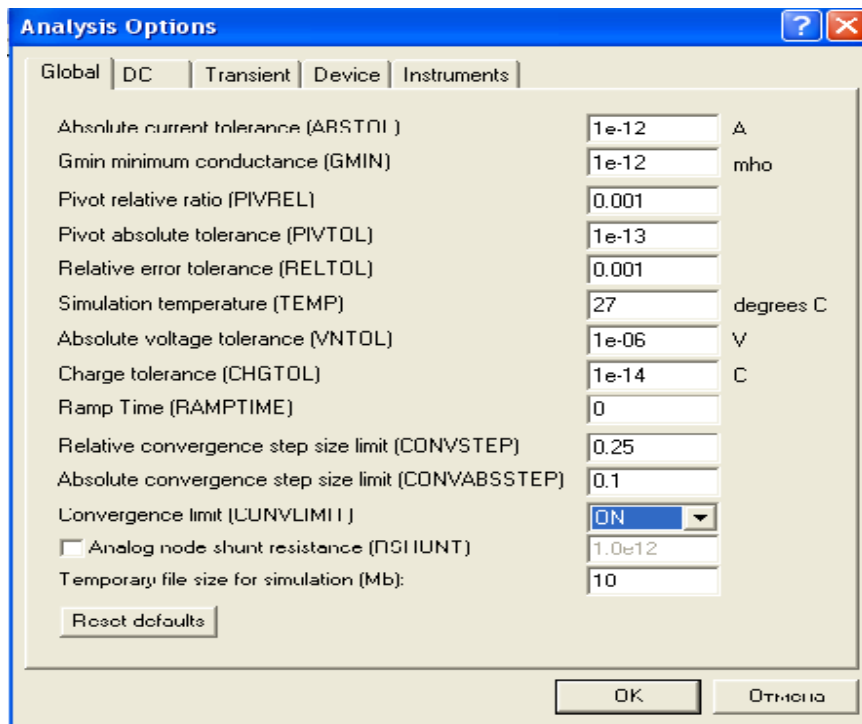 Analysis Options
Global DC Transient Device Instruments
Absolute current tolerance (ABSTOL) 1e-12 A
Gmin minimum conductance (GMIN) 1e-12 mho
Pivot relative ratio (PIVREL) 0.001
Pivot absolute tolerance (PIVTOL) 1e-13
Relative error tolerance (RELTOL) 0.001
Simulation temperature (TEMP) 27 degrees C
Absolute voltage tolerance (VNTOL) 1e-06 V
Charge tolerance (CHGTOL) 1e-14 C
Ramp Time (RAMPTIME) 0
Relative convergence step size limit (CONVSTEP) 0.25
Absolute convergence step size limit (CONVABSSTEP) 0.1
Convergence limit (CONVLIMIT) ON
Analog node shunt resistance (RSHUNT) 1.0e12
Temporary file size for simulation (Mb): 10
Reset defaults
OK Отмена